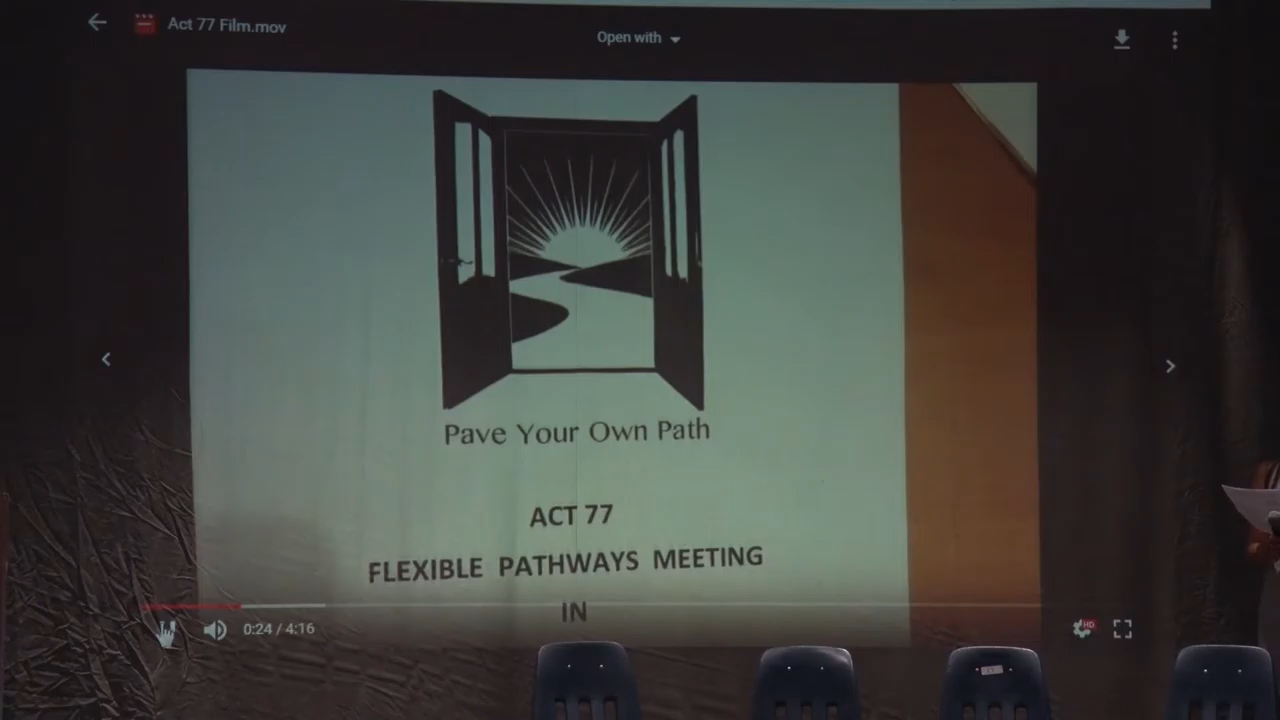 Act 77 Film.mov
Open with
Pave Your Own Path
ACT 77
FLEXIBLE PATHWAYS MEETING
IN
0:24 / 4:16
HD